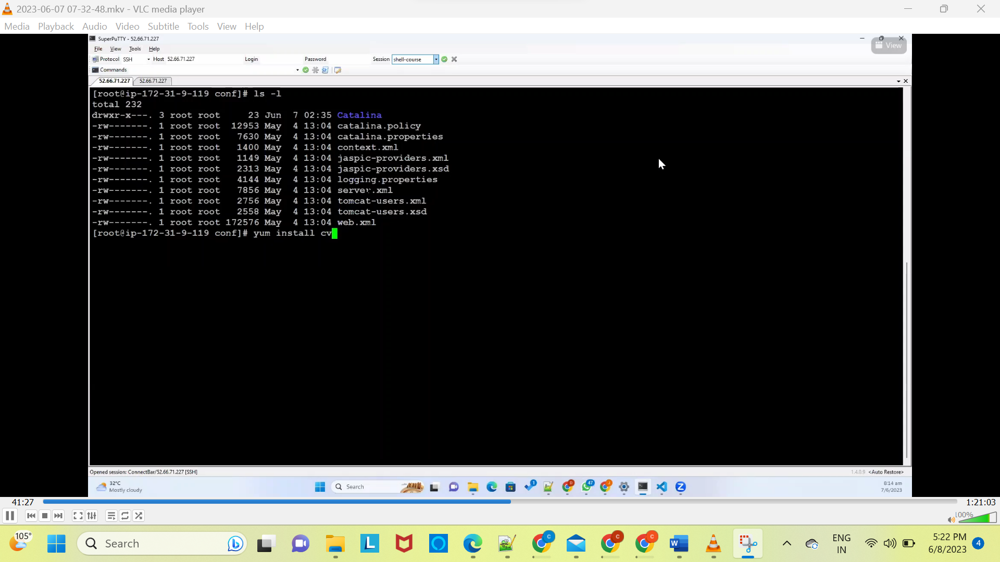 2023-06-07 07-32-48.mkv - VLC media player
Media Playback Audio Video Subtitle Tools View Help
SuperPuTTY - 52.66.71.227
View
File View Tools Help
Protocol SSH Host 52.66.71.227 Login Password Session shell-course
Commands
52.66.71.227 52.66.71.227
[root@ip-172-31-9-119 conf]# ls -l
total 232
drwxr-x---. 3 root root 23 Jun 7 02:35 Catalina
-rw-------. 1 root root 12953 May 4 13:04 catalina.policy
-rw-------. 1 root root 7630 May 4 13:04 catalina.properties
-rw-------. 1 root root 1400 May 4 13:04 context.xml
-rw-------. 1 root root 1149 May 4 13:04 jaspic-providers.xml
-rw-------. 1 root root 2313 May 4 13:04 jaspic-providers.xsd
-rw-------. 1 root root 4144 May 4 13:04 logging.properties
-rw-------. 1 root root 7856 May 4 13:04 server.xml
-rw-------. 1 root root 2756 May 4 13:04 tomcat-users.xml
-rw-------. 1 root root 2558 May 4 13:04 tomcat-users.xsd
-rw-------. 1 root root 172576 May 4 13:04 web.xml
[root@ip-172-31-9-119 conf]# yum install cv
Opened session: ConnectBar/52.66.71.227 [SSH] 1.4.0.9 <Auto Restore>
32°C
Mostly cloudy
Search
1
D
47
J
Z
8:14 am
7/6/2023
41:27 1:21:03
100%
105°
Search
L
C
C
C
W
ENG
IN
5:22 PM
6/8/2023
4